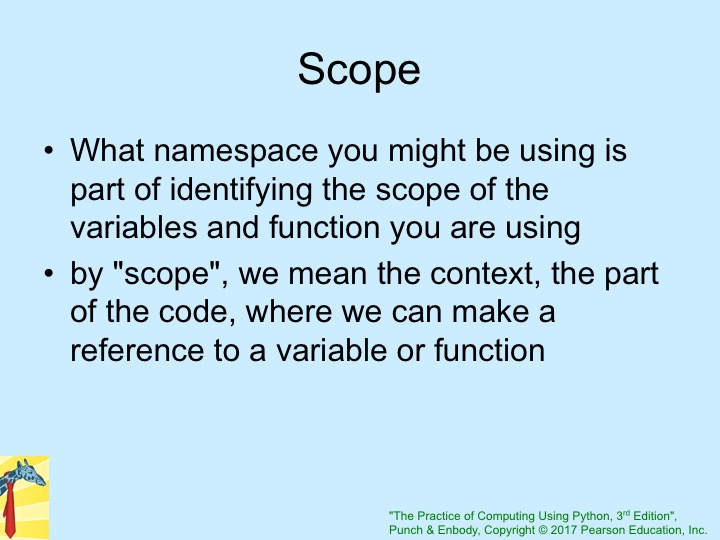 Scope
• What namespace you might be using is
part of identifying the scope of the
variables and function you are using
• by "scope", we mean the context, the part
of the code, where we can make a
reference to a variable or function
"The Practice of Computing Using Python, 3rd Edition",
Punch & Enbody, Copyright © 2017 Pearson Education, Inc.